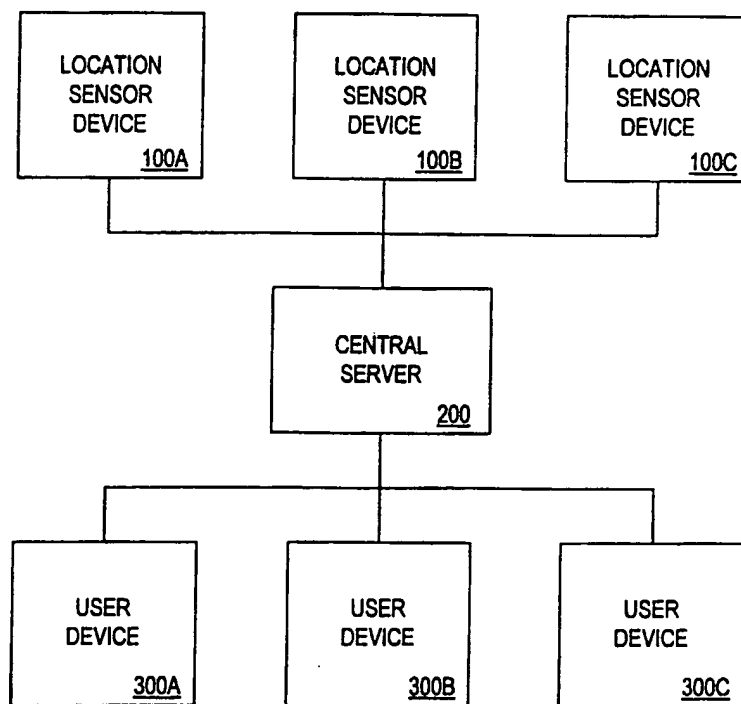 LOCATION
SENSOR
DEVICE
100A
LOCATION
SENSOR
DEVICE
100B
LOCATION
SENSOR
DEVICE
100C
CENTRAL
SERVER
200
USER
DEVICE
300A
USER
DEVICE
300B
USER
DEVICE
300C